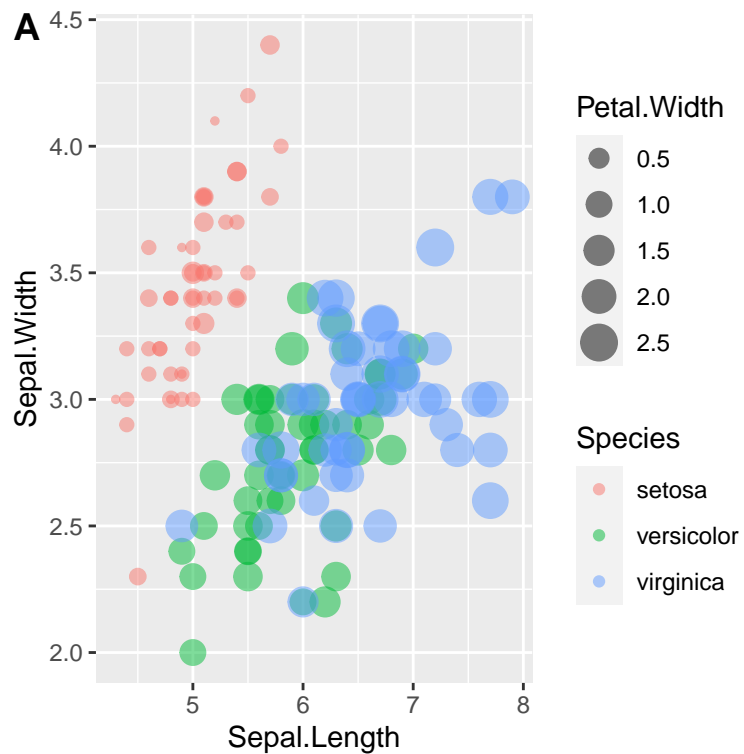 A
4.5
4.0
3.5
3.0
2.5
2.0
Sepal.Width
5 6 7 8
Sepal.Length
Petal.Width
0.5
1.0
1.5
2.0
2.5
Species
setosa
versicolor
virginica